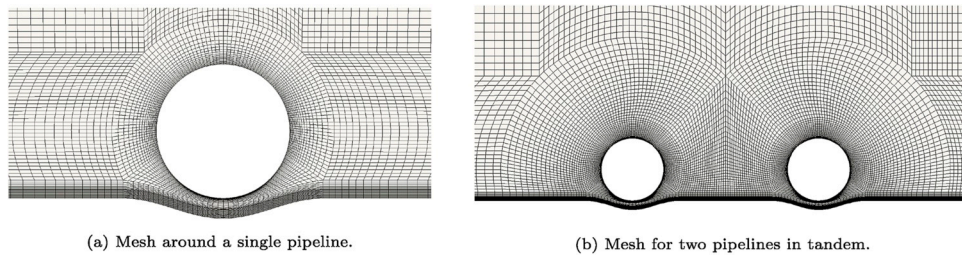 (a) Mesh around a single pipeline.
(b) Mesh for two pipelines in tandem.